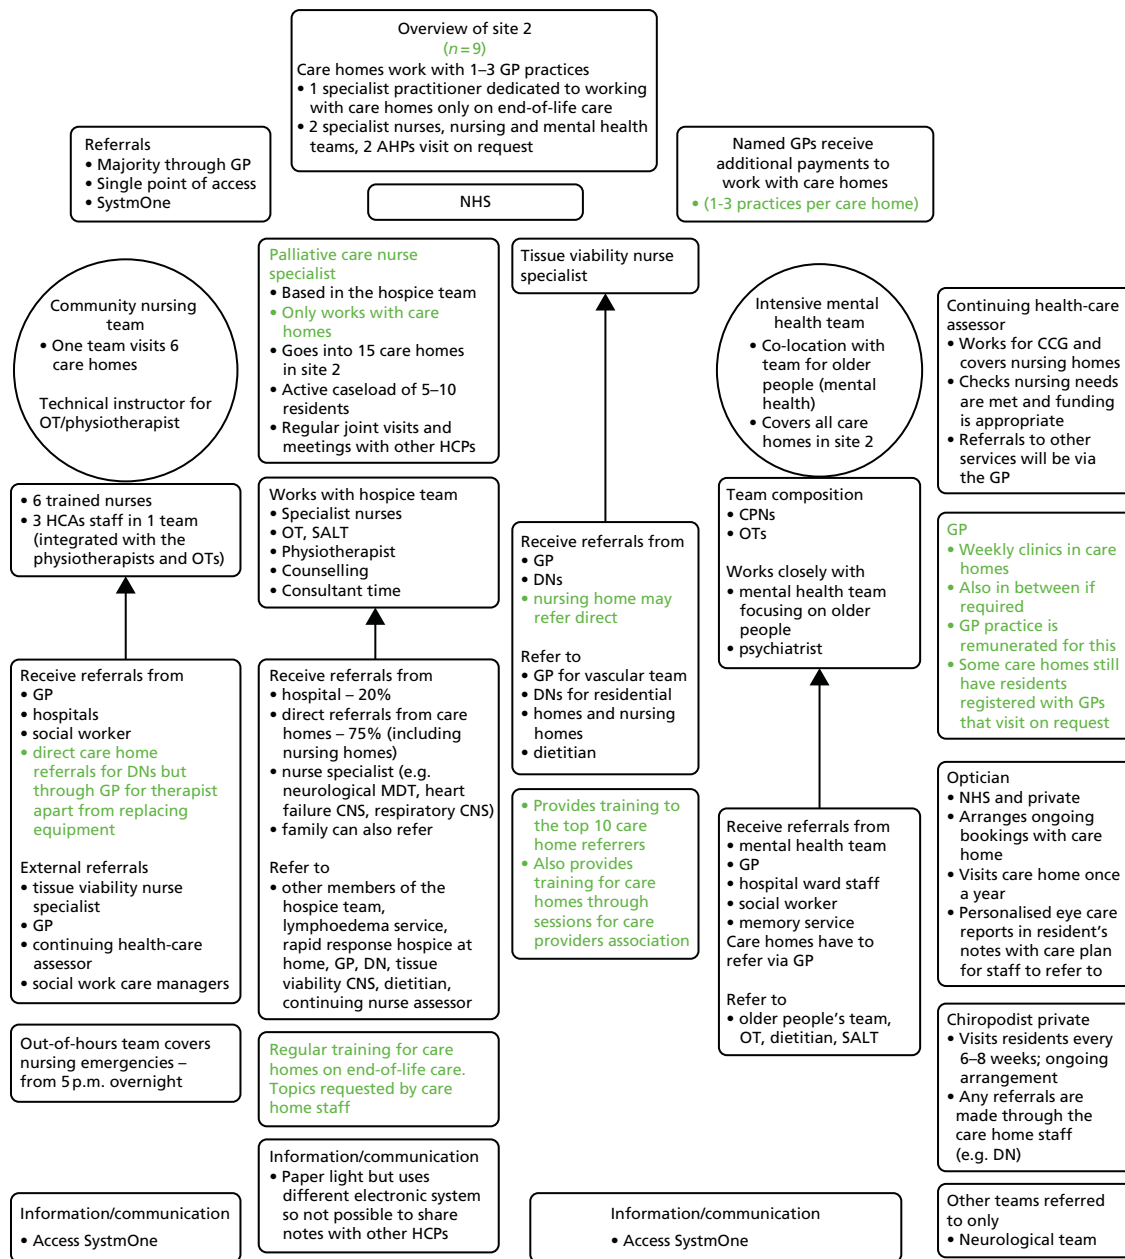 Overview of site 2
(n=9)
Care homes work with 1–3 GP practices
• 1 specialist practitioner dedicated to working
with care homes only on end-of-life care
• 2 specialist nurses, nursing and mental health
teams, 2 AHPs visit on request
Referrals
• Majority through GP
• Single point of access
• SystmOne
NHS
Named GPs receive
additional payments to
work with care homes
• (1-3 practices per care home)
Community nursing
team
• One team visits 6
care homes
Technical instructor for
OT/physiotherapist
• 6 trained nurses
• 3 HCAs staff in 1 team
(integrated with the
physiotherapists and OTs)
Receive referrals from
• GP
• hospitals
• social worker
• direct care home
referrals for DNs but
through GP for therapist
apart from replacing
equipment
External referrals
• tissue viability nurse
specialist
• GP
• continuing health-care
assessor
• social work care managers
Out-of-hours team covers
nursing emergencies –
from 5 p.m. overnight
Information/communication
• Access SystmOne
Palliative care nurse
specialist
• Based in the hospice team
• Only works with care
homes
• Goes into 15 care homes
in site 2
• Active caseload of 5–10
residents
• Regular joint visits and
meetings with other HCPs
Works with hospice team
• Specialist nurses
• OT, SALT
• Physiotherapist
• Counselling
• Consultant time
Receive referrals from
• hospital – 20%
• direct referrals from care
homes – 75% (including
nursing homes)
• nurse specialist (e.g.
neurological MDT, heart
failure CNS, respiratory CNS)
• family can also refer
Refer to
• other members of the
hospice team,
lymphoedema service,
rapid response hospice at
home, GP, DN, tissue
viability CNS, dietitian,
continuing nurse assessor
Regular training for care
homes on end-of-life care.
Topics requested by care
home staff
Information/communication
• Paper light but uses
different electronic system
so not possible to share
notes with other HCPs
Tissue viability nurse
specialist
Receive referrals from
• GP
• DNs
• nursing home may
refer direct
Refer to
• GP for vascular team
• DNs for residential
• homes and nursing
homes
• dietitian
• Provides training to
the top 10 care
home referrers
• Also provides
training for care
homes through
sessions for care
providers association
Intensive mental
health team
• Co-location with
team for older
people (mental
health)
• Covers all care
homes in site 2
Team composition
• CPNs
• OTs
Works closely with
• mental health team
focusing on older
people
• psychiatrist
Receive referrals from
• mental health team
• GP
• hospital ward staff
• social worker
• memory service
Care homes have to
refer via GP
Refer to
• older people's team,
OT, dietitian, SALT
Information/communication
• Access SystmOne
Continuing health-care
assessor
• Works for CCG and
covers nursing homes
• Checks nursing needs
are met and funding
is appropriate
• Referrals to other
services will be via
the GP
GP
• Weekly clinics in care
homes
• Also in between if
required
• GP practice is
remunerated for this
• Some care homes still
have residents
registered with GPs
that visit on request
Optician
• NHS and private
• Arranges ongoing
bookings with care
home
• Visits care home once
a year
• Personalised eye care
reports in resident's
notes with care plan
for staff to refer to
Chiropodist private
• Visits residents every
6–8 weeks; ongoing
arrangement
• Any referrals are
made through the
care home staff
(e.g. DN)
Other teams referred
to only
• Neurological team